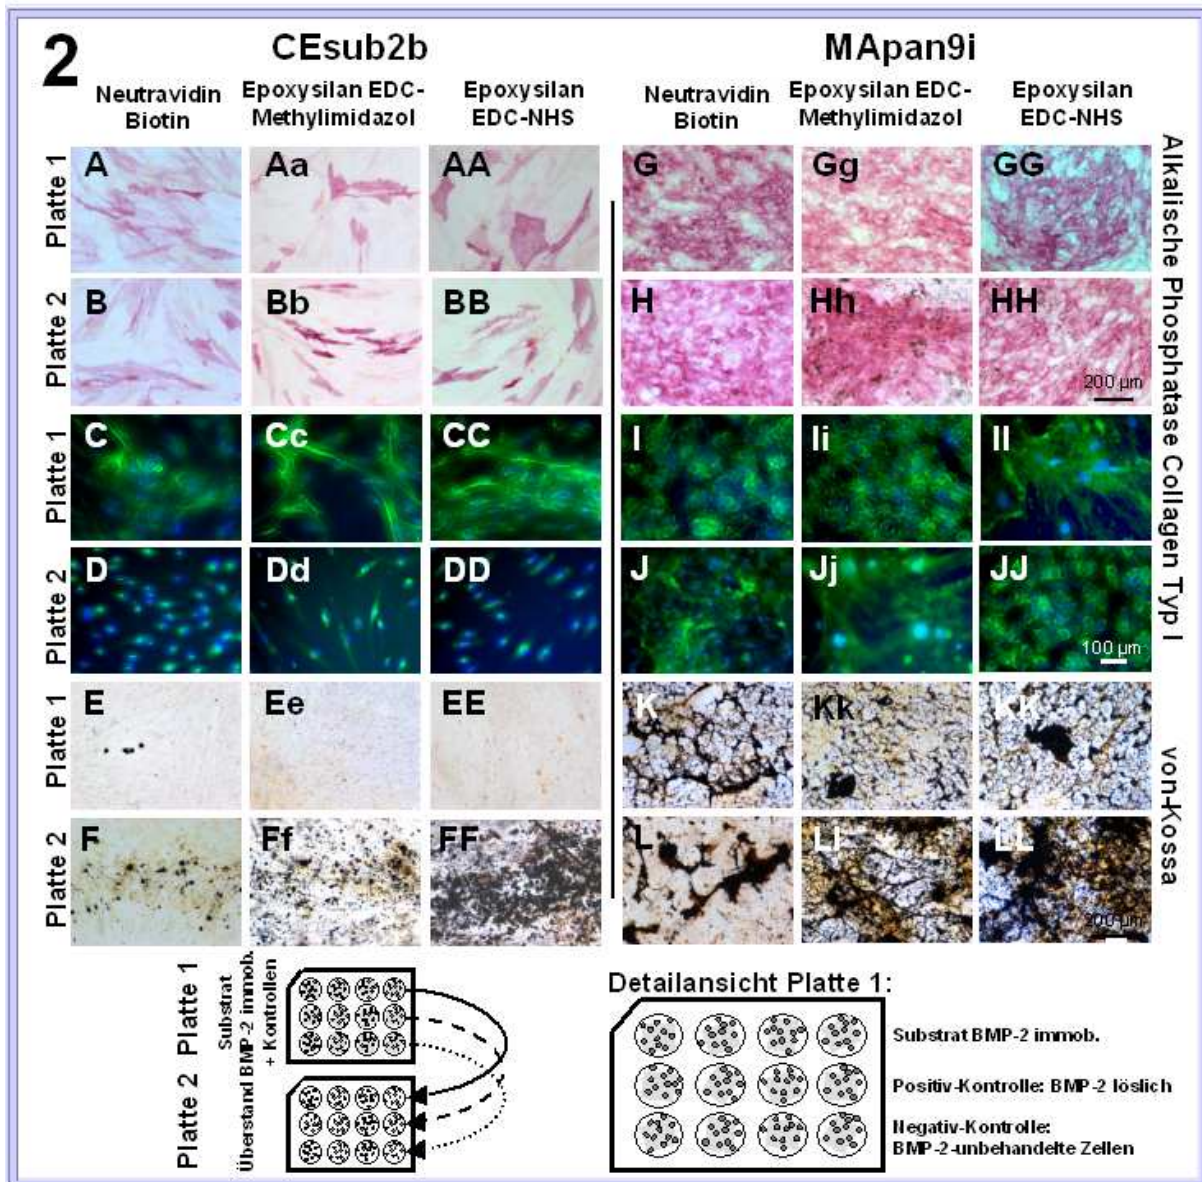 2
CEsub2b
MApan9i
Neutravidin
Biotin
Epoxysilan EDC-
Methylimidazol
Epoxysilan
EDC-NHS
Neutravidin
Biotin
Epoxysilan EDC-
Methylimidazol
Epoxysilan
EDC-NHS
Platte 1
A
Aa
AA
G
Gg
GG
Platte 2
B
Bb
BB
H
Hh
HH
200 µm
Alkalische Phosphatase
Platte 1
C
Cc
CC
I
Ii
II
Platte 2
D
Dd
DD
J
Jj
JJ
100 µm
Collagen Typ I
Platte 1
E
Ee
EE
K
Kk
KK
Platte 2
F
Ff
FF
L
Ll
LL
200 µm
von-Kossa
Platte 1
Substrat
BMP-2 immob.
+ Kontrollen
Platte 2
Überstand
Detailansicht Platte 1:
Substrat BMP-2 immob.
Positiv-Kontrolle: BMP-2 löslich
Negativ-Kontrolle:
BMP-2-unbehandelte Zellen